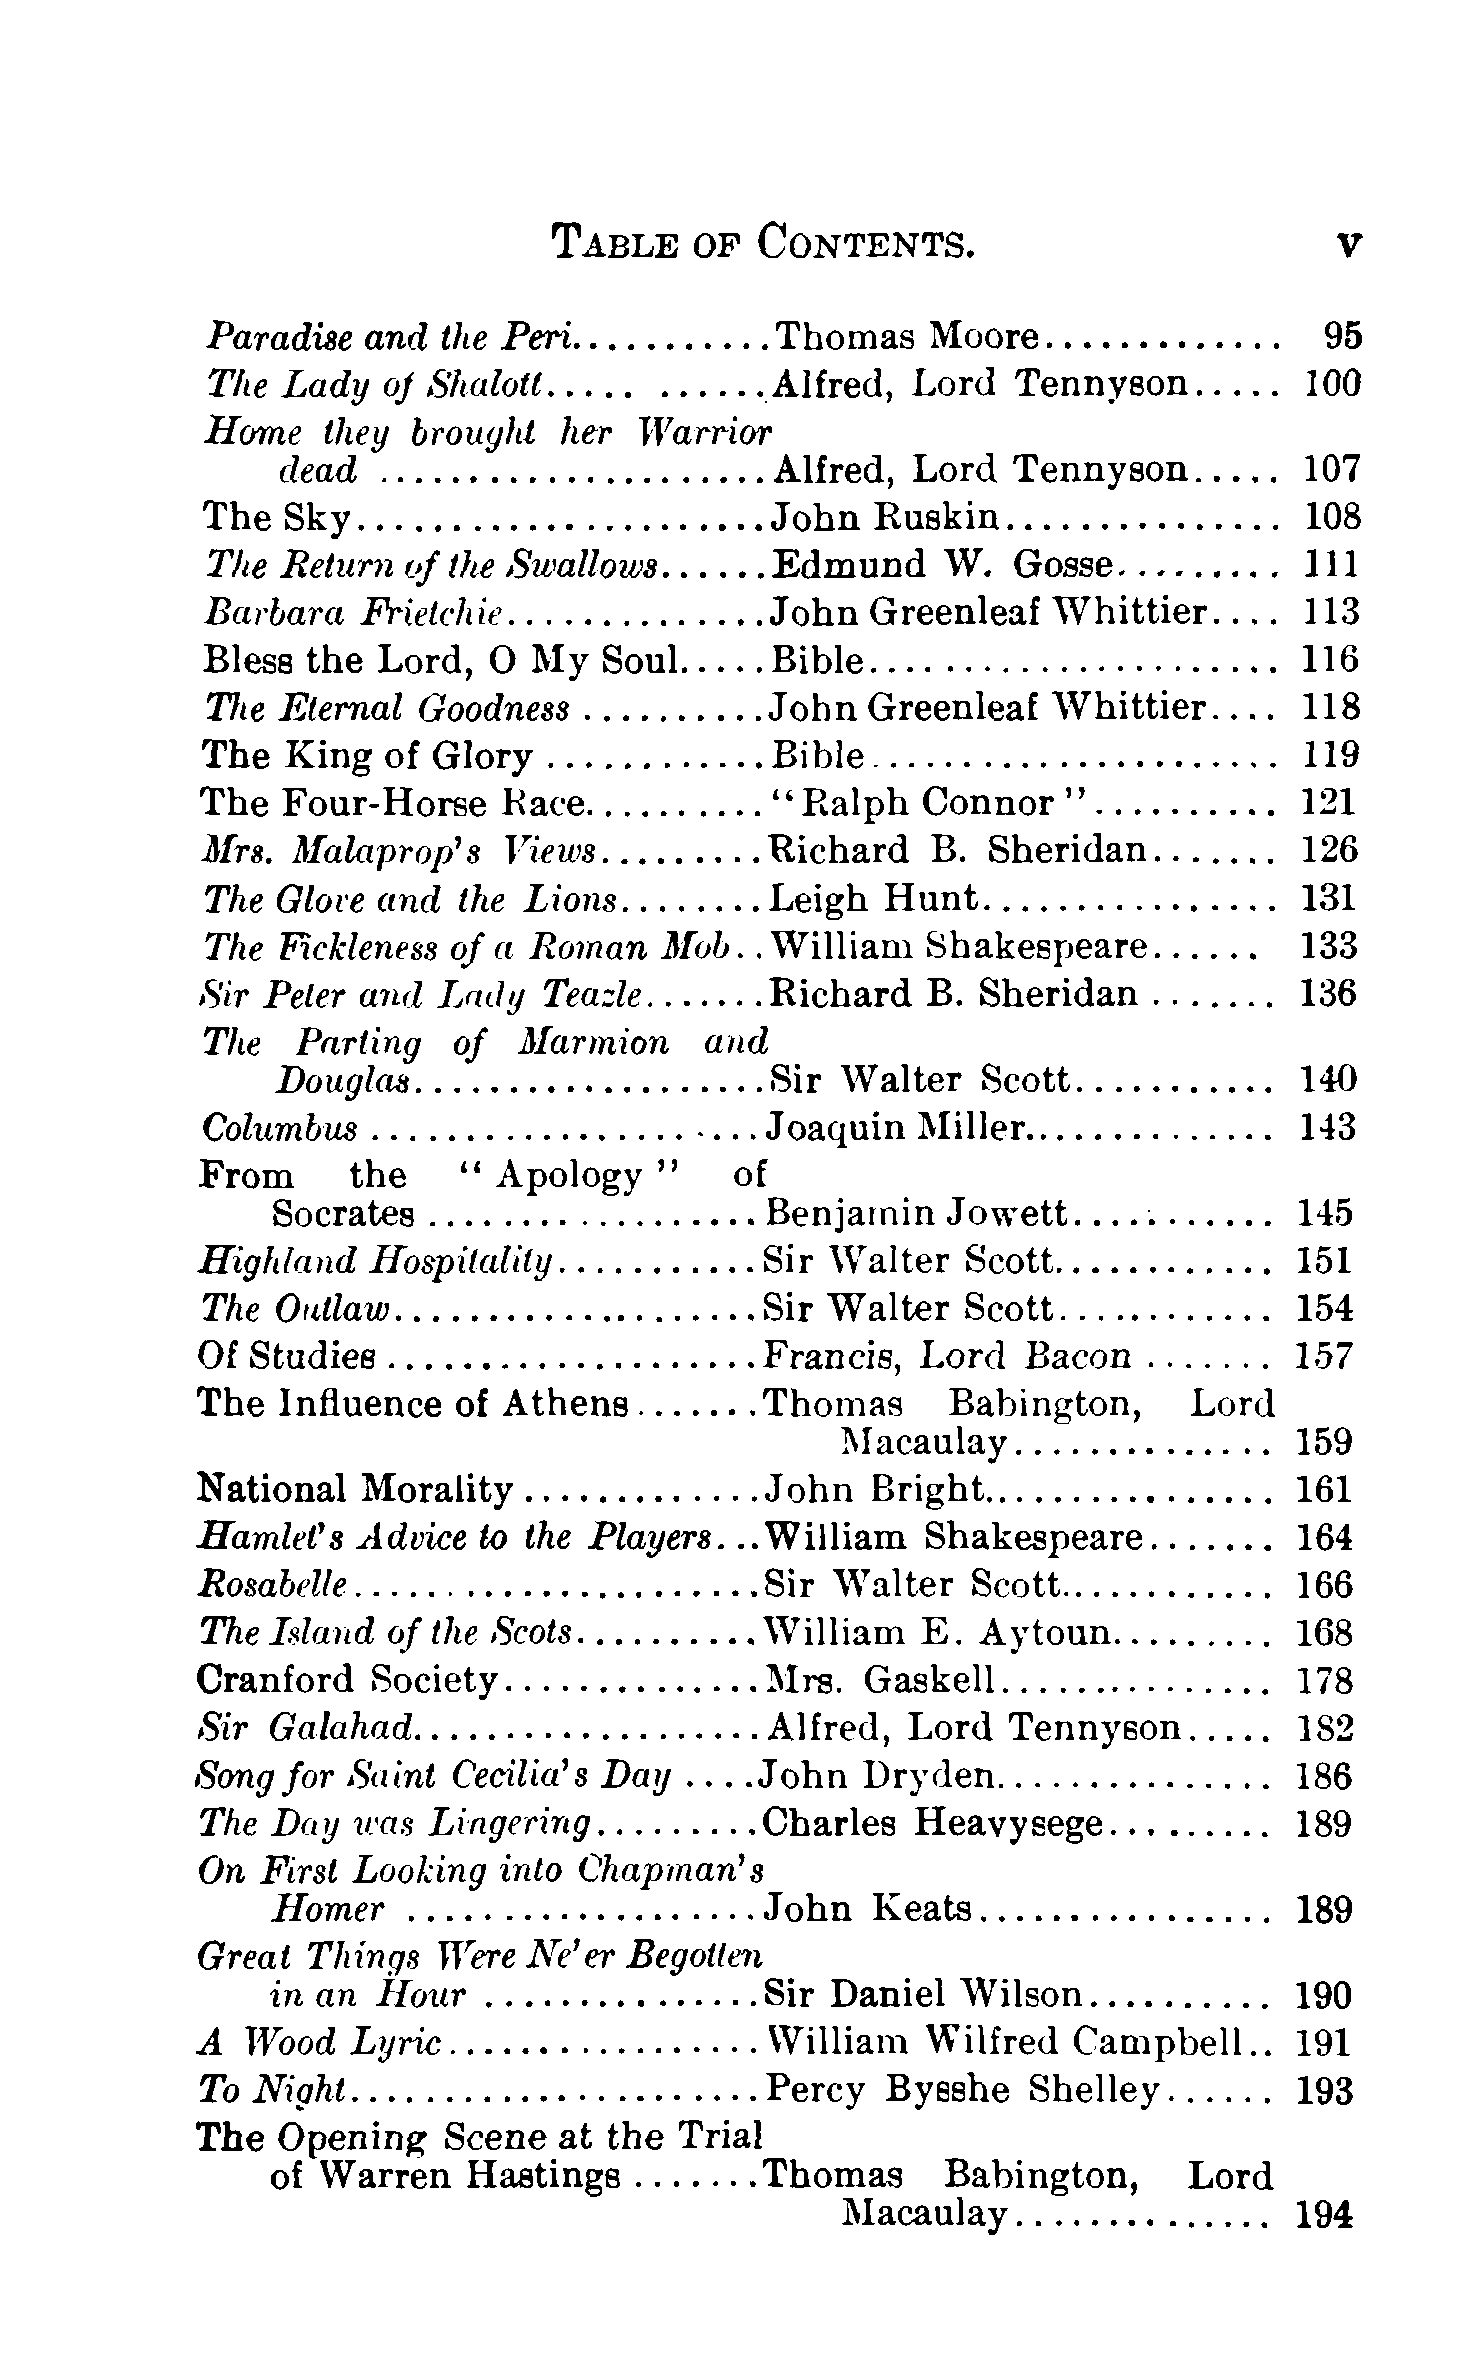 TABLE OF CONTENTS. v
Paradise and the Peri...........Thomas Moore............. 95
The Lady of Shalott..... ......Alfred, Lord Tennyson..... 100
Home they brought her Warrior
dead .....................Alfred, Lord Tennyson..... 107
The Sky......................John Ruskin............... 108
The Return of the Swallows......Edmund W. Gosse......... 111
Barbara Frietchie..............John Greenleaf Whittier.... 113
Bless the Lord, O My Soul.....Bible...................... 116
The Eternal Goodness ..........John Greenleaf Whittier.... 118
The King of Glory ............Bible...................... 119
The Four-Horse Race.......... "Ralph Connor".......... 121
Mrs. Malaprop's Views.........Richard B. Sheridan....... 126
The Glove and the Lions........Leigh Hunt................ 131
The Fickleness of a Roman Mob..William Shakespeare...... 133
Sir Peter and Lady Teazle.......Richard B. Sheridan ....... 136
The Parting of Marmion and
Douglas...................Sir Walter Scott........... 140
Columbus .....................Joaquin Miller.............. 143
From the "Apology" of
Socrates ..................Benjamin Jowett........... 145
Highland Hospitality...........Sir Walter Scott............ 151
The Outlaw....................Sir Walter Scott............ 154
Of Studies ....................Francis, Lord Bacon ....... 157
The Influence of Athens.......Thomas Babington, Lord
Macaulay.............. 159
National Morality .............John Bright................ 161
Hamlet's Advice to the Players...William Shakespeare....... 164
Rosabelle......................Sir Walter Scott............ 166
The Island of the Scots..........William E. Aytoun......... 168
Cranford Society..............Mrs. Gaskell............... 178
Sir Galahad...................Alfred, Lord Tennyson..... 182
Song for Saint Cecilia's Day ....John Dryden............... 186
The Day was Lingering.........Charles Heavysege......... 189
On First Looking into Chapman's
Homer ...................John Keats................ 189
Great Things Were Ne'er Begotten
in an Hour ...............Sir Daniel Wilson.......... 190
A Wood Lyric.................William Wilfred Campbell.. 191
To Night......................Percy Bysshe Shelley...... 193
The Opening Scene at the Trial
of Warren Hastings .......Thomas Babington, Lord
Macaulay.............. 194